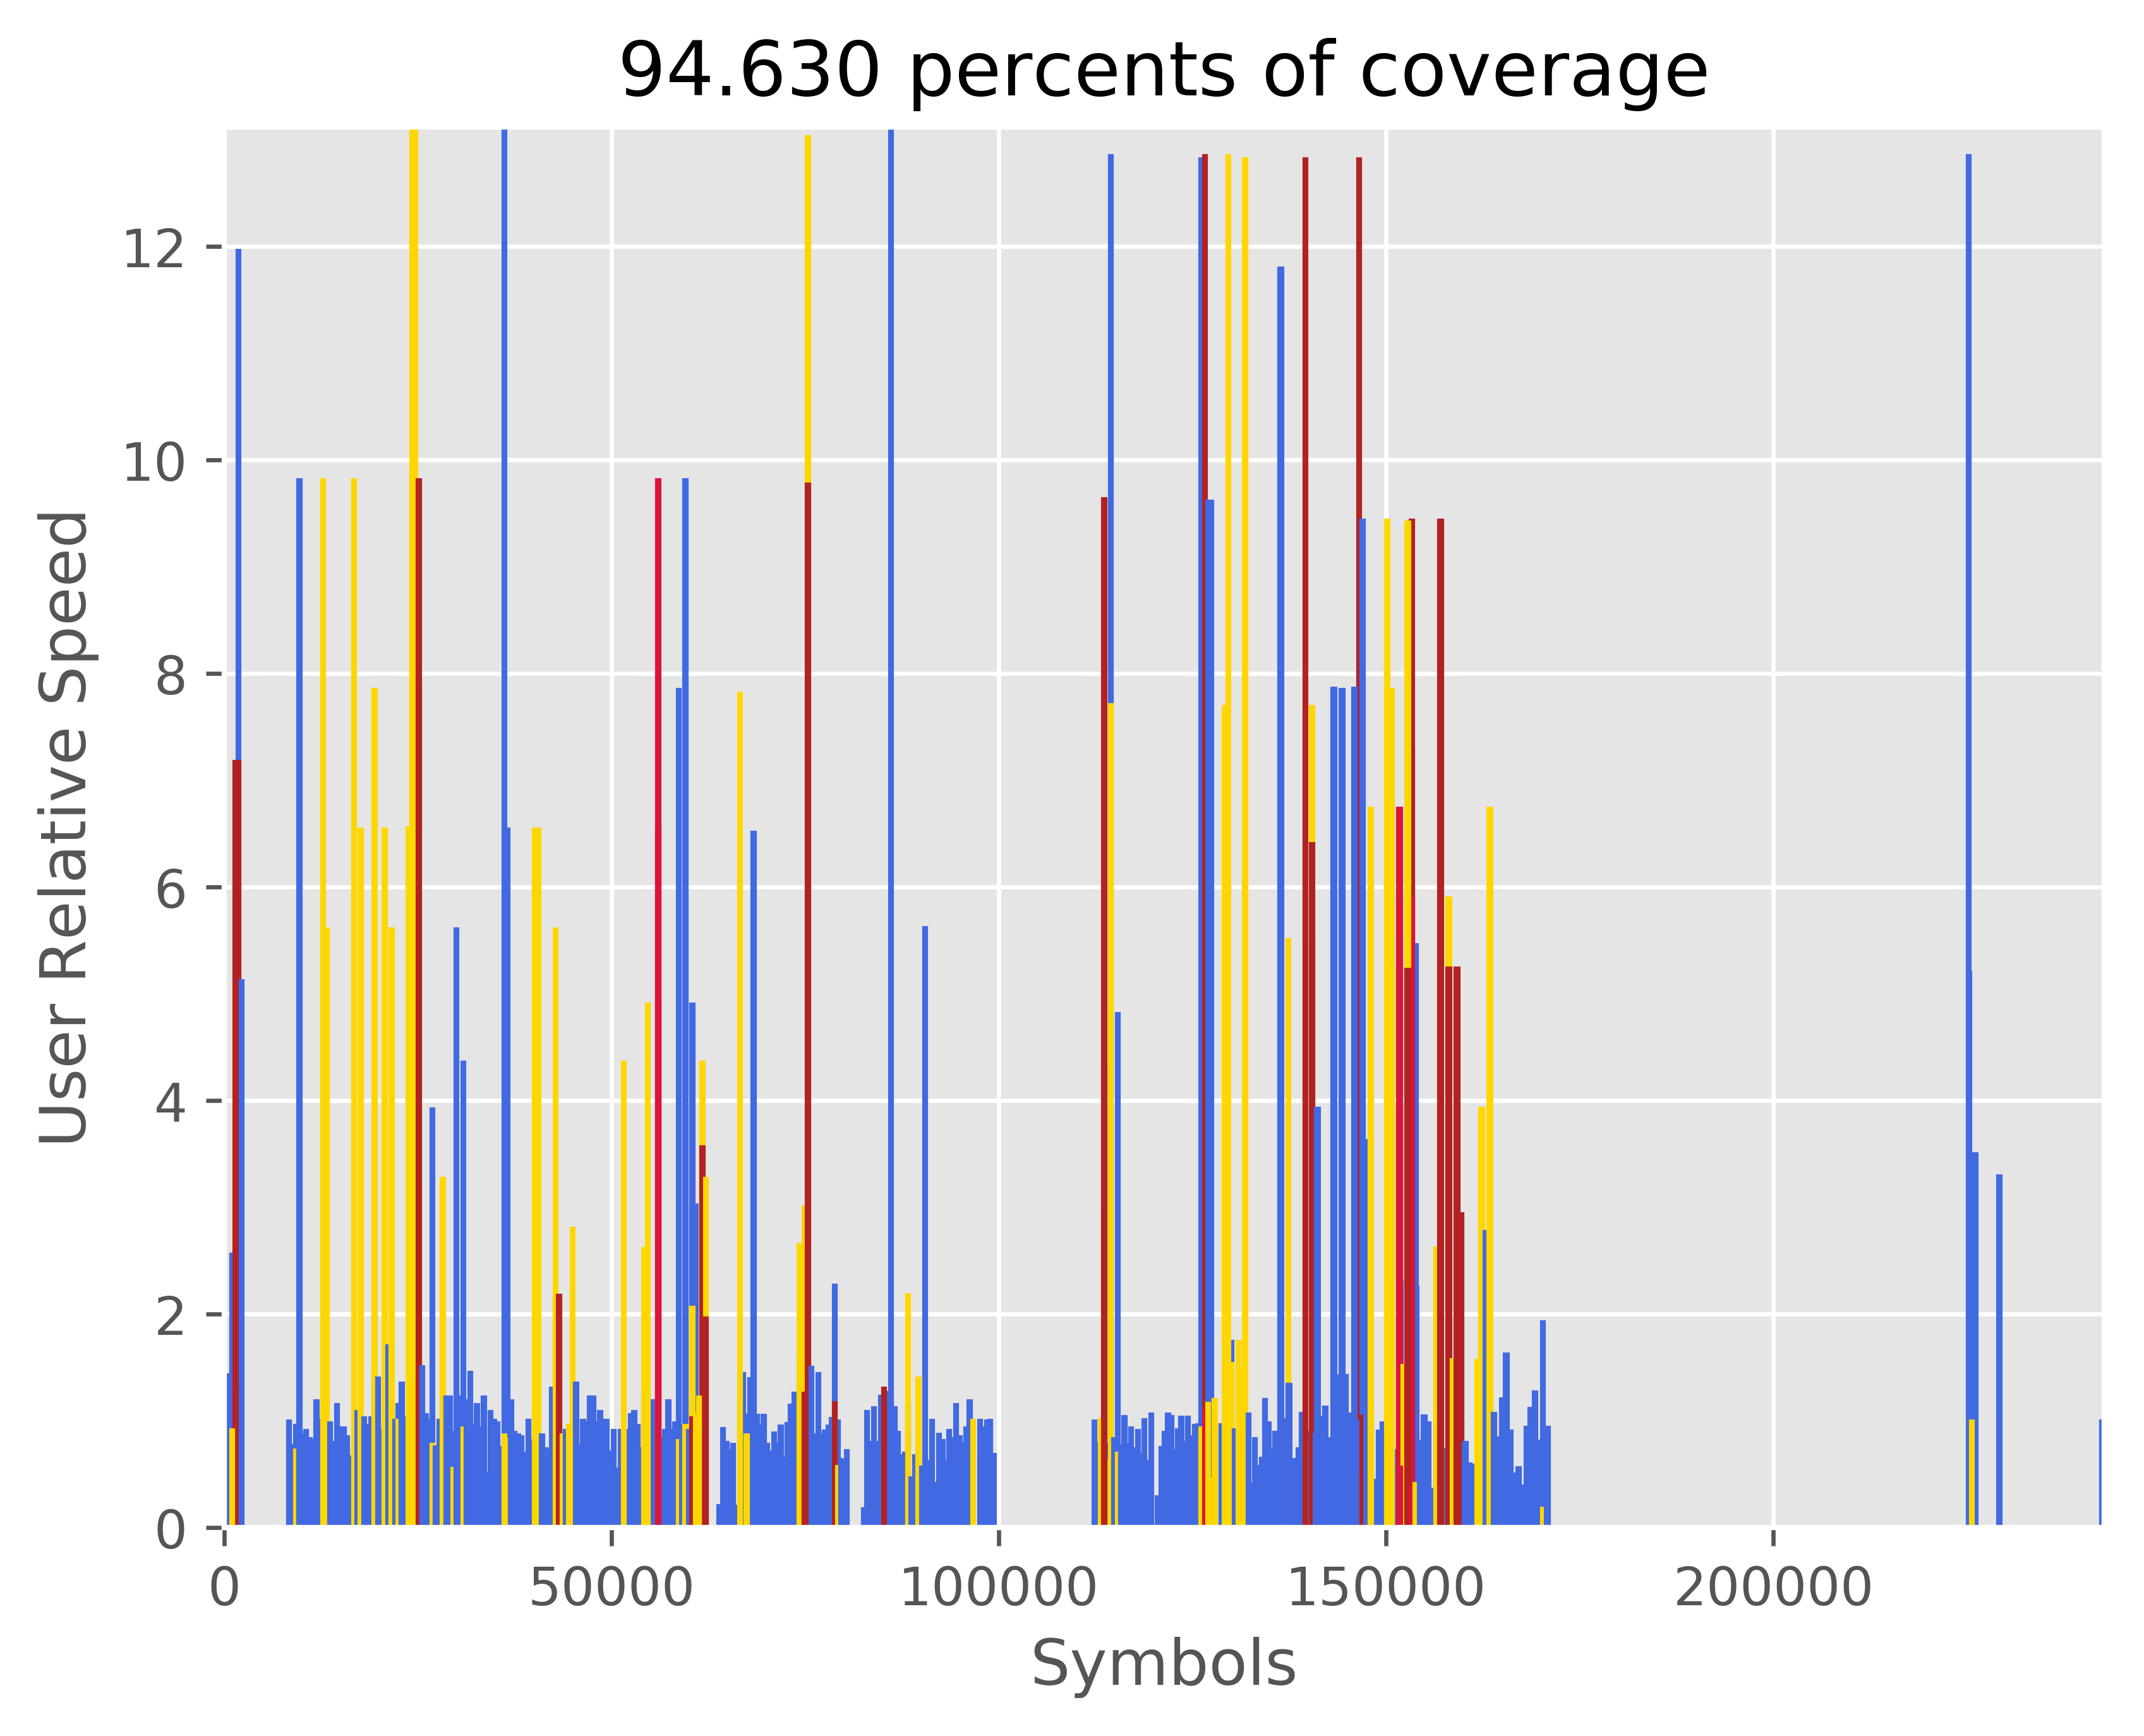 94.630 percents of coverage
12
10
8
6
4
2
0
User Relative Speed
0 50000 100000 150000 200000
Symbols